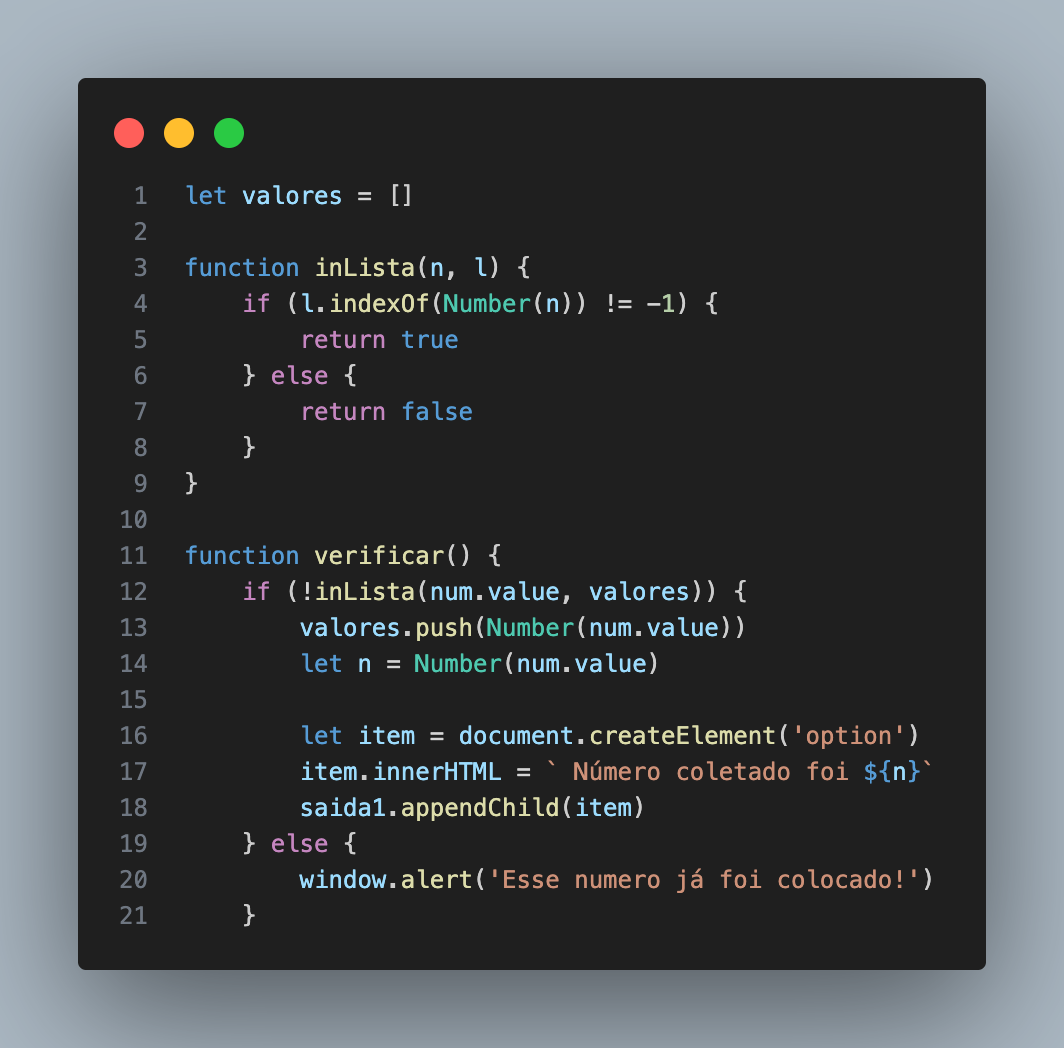 1 let valores = []
2
3 function inLista(n, l) {
4     if (l.indexOf(Number(n)) != -1) {
5         return true
6     } else {
7         return false
8     }
9 }
10
11 function verificar() {
12     if (!inLista(num.value, valores)) {
13         valores.push(Number(num.value))
14         let n = Number(num.value)
15
16         let item = document.createElement('option')
17         item.innerHTML = ` Número coletado foi ${n}`
18         saida1.appendChild(item)
19     } else {
20         window.alert('Esse numero já foi colocado!')
21     }